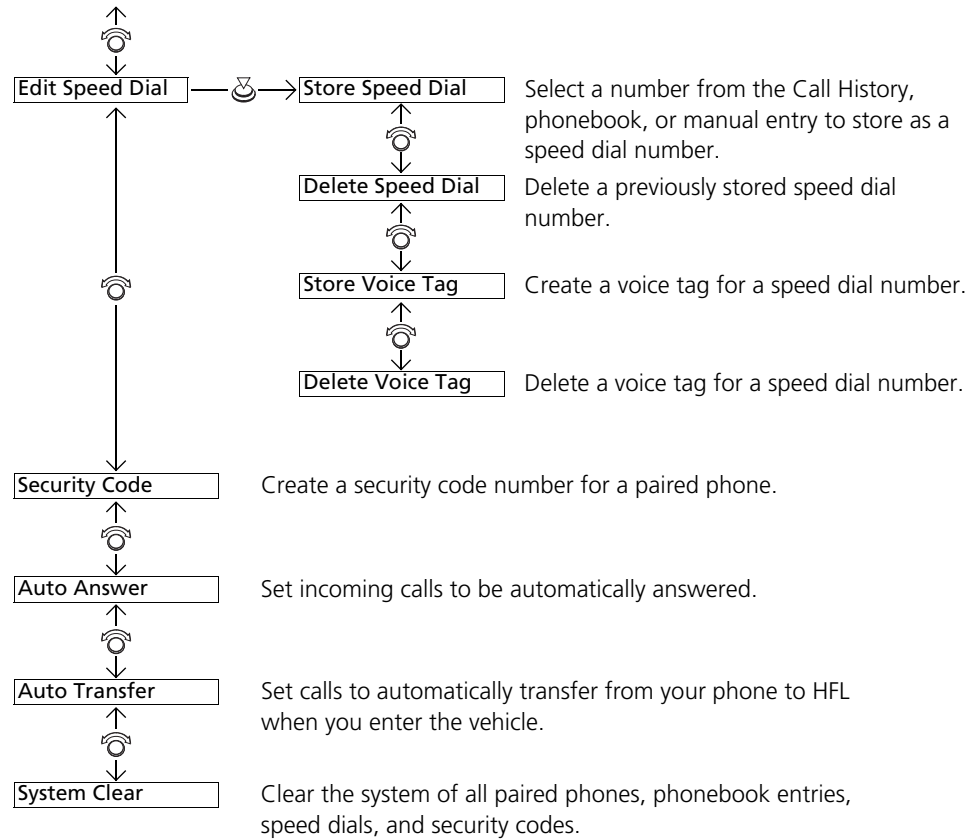 Edit Speed Dial
Store Speed Dial
Select a number from the Call History,
phonebook, or manual entry to store as a
speed dial number.
Delete Speed Dial
Delete a previously stored speed dial
number.
Store Voice Tag
Create a voice tag for a speed dial number.
Delete Voice Tag
Delete a voice tag for a speed dial number.
Security Code
Create a security code number for a paired phone.
Auto Answer
Set incoming calls to be automatically answered.
Auto Transfer
Set calls to automatically transfer from your phone to HFL
when you enter the vehicle.
System Clear
Clear the system of all paired phones, phonebook entries,
speed dials, and security codes.